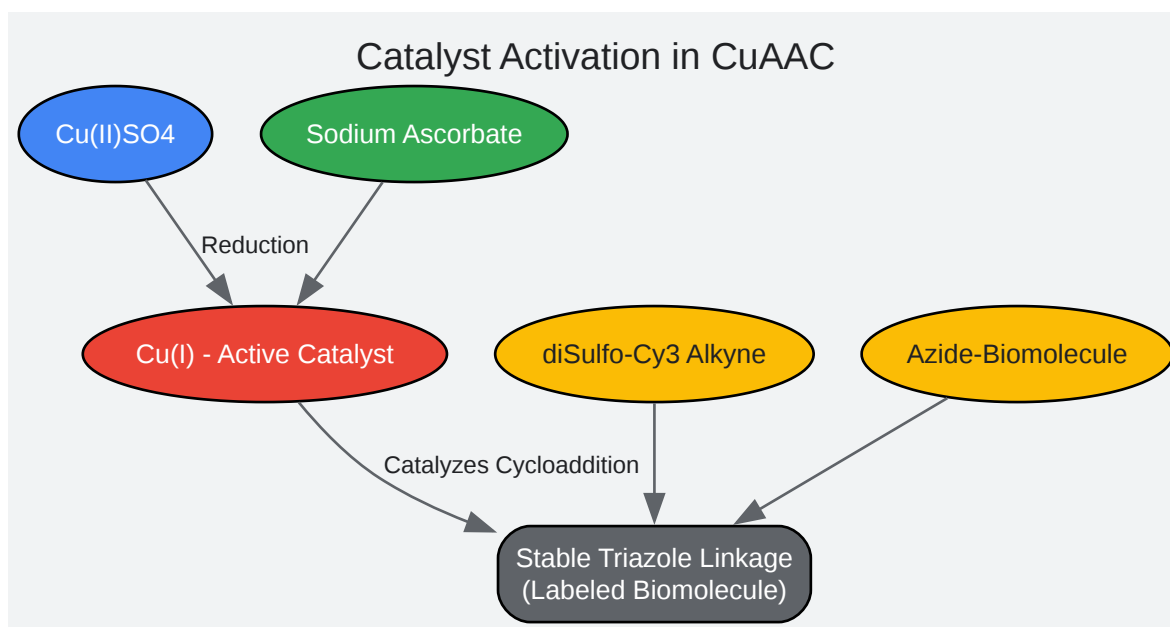 Catalyst Activation in CuAAC
Cu(II)SO4
Sodium Ascorbate
Reduction
Cu(I) - Active Catalyst
diSulfo-Cy3 Alkyne
Azide-Biomolecule
Catalyzes Cycloaddition
Stable Triazole Linkage
(Labeled Biomolecule)